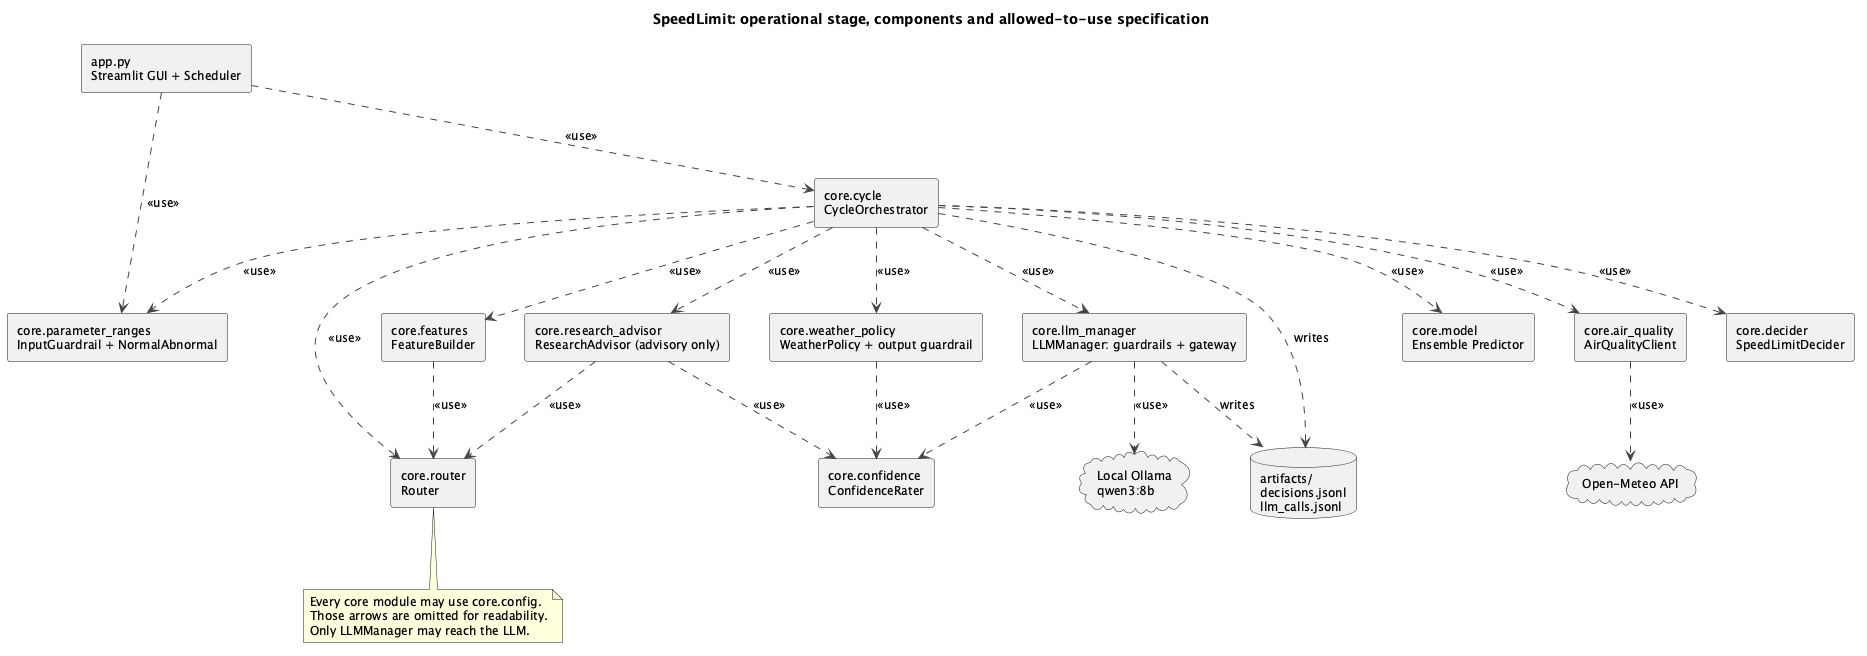 SpeedLimit: operational stage, components and allowed-to-use specification
app.py
Streamlit GUI + Scheduler
«use»
core.cycle
CycleOrchestrator
«use»
«use»
«use»
«use»
«use»
«use»
«use»
«use»
«use»
core.parameter_ranges
InputGuardrail + NormalAbnormal
«use»
core.features
FeatureBuilder
core.research_advisor
ResearchAdvisor (advisory only)
core.weather_policy
WeatherPolicy + output guardrail
core.llm_manager
LLMManager: guardrails + gateway
writes
core.model
Ensemble Predictor
core.air_quality
AirQualityClient
core.decider
SpeedLimitDecider
«use»
«use»
«use»
«use»
«use»
«use»
writes
«use»
core.router
Router
core.confidence
ConfidenceRater
Local Ollama
qwen3:8b
artifacts/
decisions.jsonl
llm_calls.jsonl
Open-Meteo API
Every core module may use core.config.
Those arrows are omitted for readability.
Only LLMManager may reach the LLM.